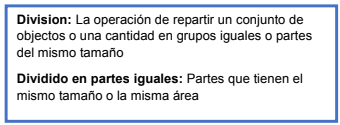 Division: La operación de repartir un conjunto de
objectos o una cantidad en grupos iguales o partes
del mismo tamaño
Dividido en partes iguales: Partes que tienen el
mismo tamaño o la misma área